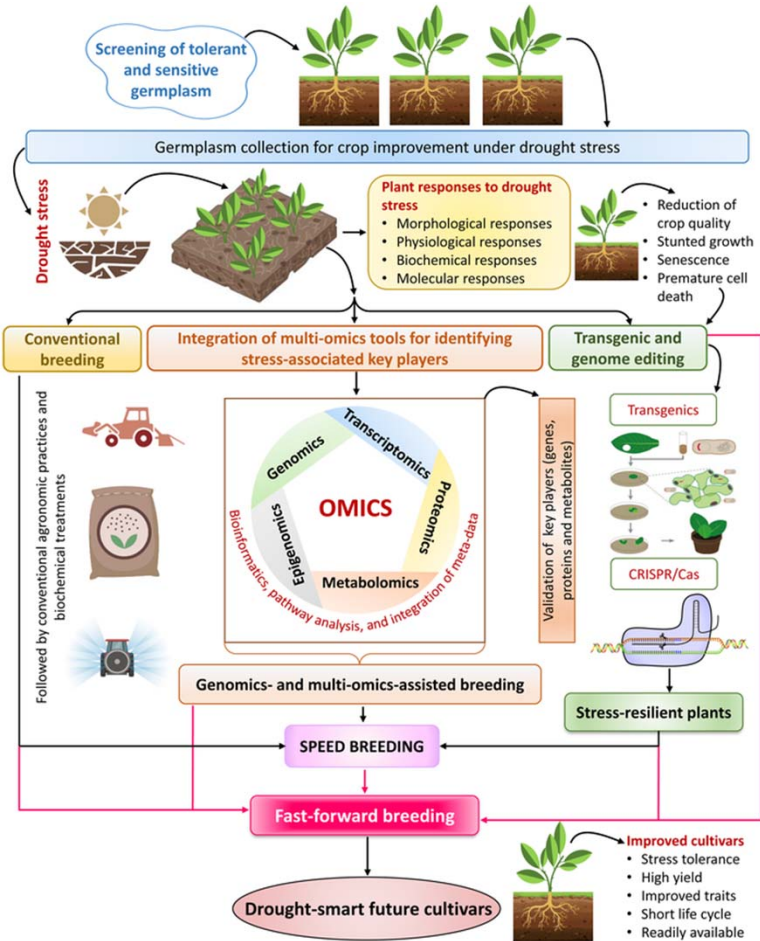 Screening of tolerant
and sensitive
germplasm
Germplasm collection for crop improvement under drought stress
Drought stress
Plant responses to drought
stress
• Morphological responses
• Physiological responses
• Biochemical responses
• Molecular responses
• Reduction of
crop quality
• Stunted growth
• Senescence
• Premature cell
death
Conventional
breeding
Integration of multi-omics tools for identifying
stress-associated key players
Transgenic and
genome editing
Followed by conventional agronomic practices and
biochemical treatments
Genomics
Transcriptomics
Proteomics
Metabolomics
Epigenomics
OMICS
Bioinformatics, pathway analysis, and integration of meta-data
Validation of key players (genes,
proteins and metabolites)
Transgenics
CRISPR/Cas
Genomics- and multi-omics-assisted breeding
Stress-resilient plants
SPEED BREEDING
Fast-forward breeding
Drought-smart future cultivars
Improved cultivars
• Stress tolerance
• High yield
• Improved traits
• Short life cycle
• Readily available